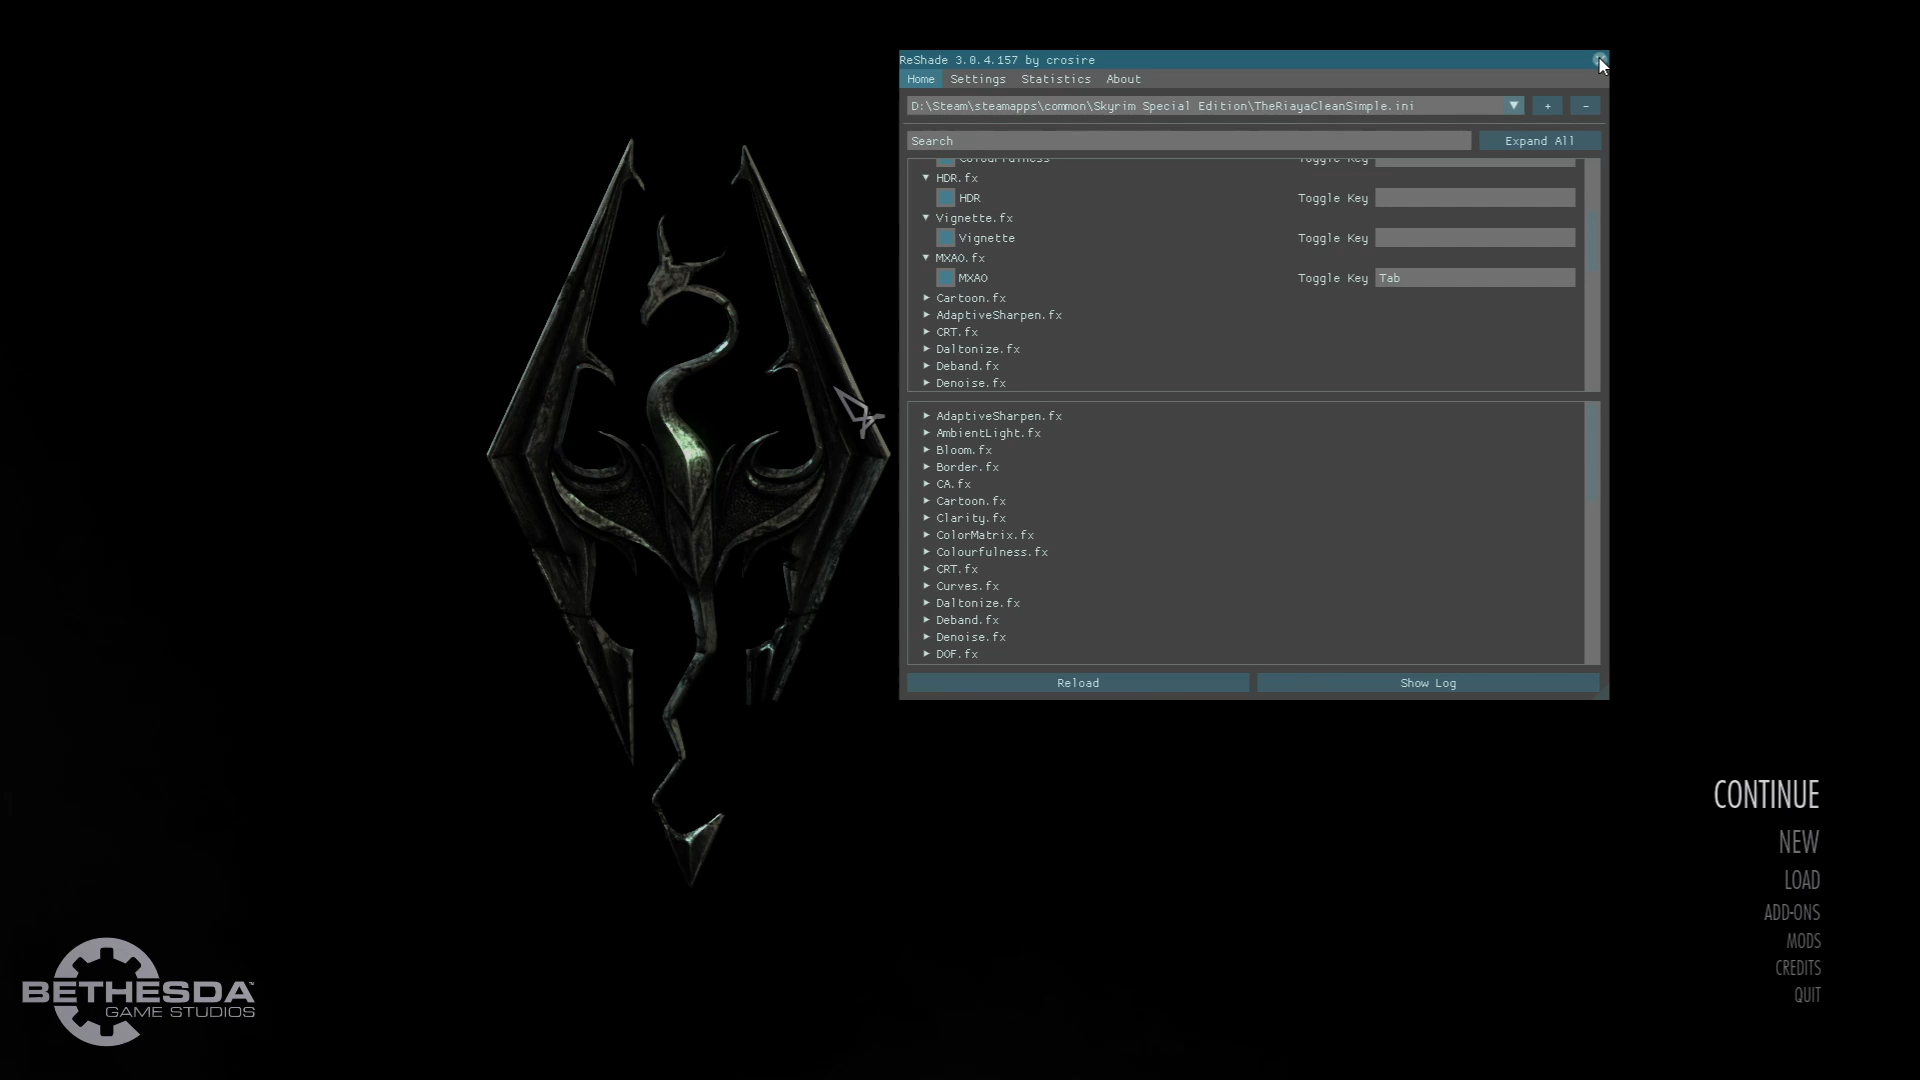 ReShade 3.0.4.157 by crosire
Home Settings Statistics About
D:\Steam\steamapps\common\Skyrim Special Edition\TheRiayaCleanSimple.ini ▼ + -
Search Expand All
Colourfulness Toggle Key
HDR.fx
HDR Toggle Key
Vignette.fx
Vignette Toggle Key
MXAO.fx
MXAO Toggle Key Tab
Cartoon.fx
AdaptiveSharpen.fx
CRT.fx
Daltonize.fx
Deband.fx
Denoise.fx
AdaptiveSharpen.fx
AmbientLight.fx
Bloom.fx
Border.fx
CA.fx
Cartoon.fx
Clarity.fx
ColorMatrix.fx
Colourfulness.fx
CRT.fx
Curves.fx
Daltonize.fx
Deband.fx
Denoise.fx
DOF.fx
Reload Show Log
CONTINUE
NEW
LOAD
ADD-ONS
MODS
CREDITS
QUIT
BETHESDA™
GAME STUDIOS